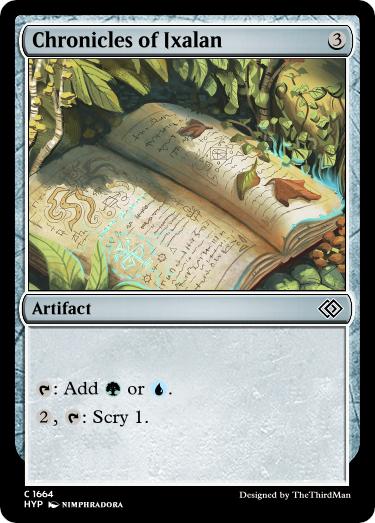 Chronicles of Ixalan 3
Artifact
T: Add G or U.
2, T: Scry 1.
C 1664
HYP NIMPHRADORA
Designed by TheThirdMan